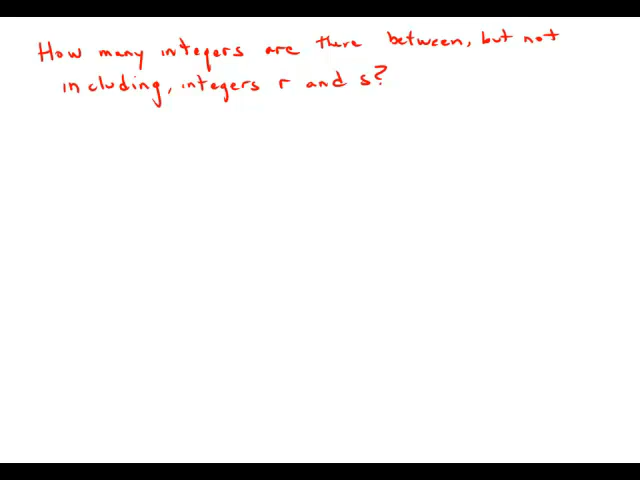 How many integers are there between, but not
including, integers r and s?